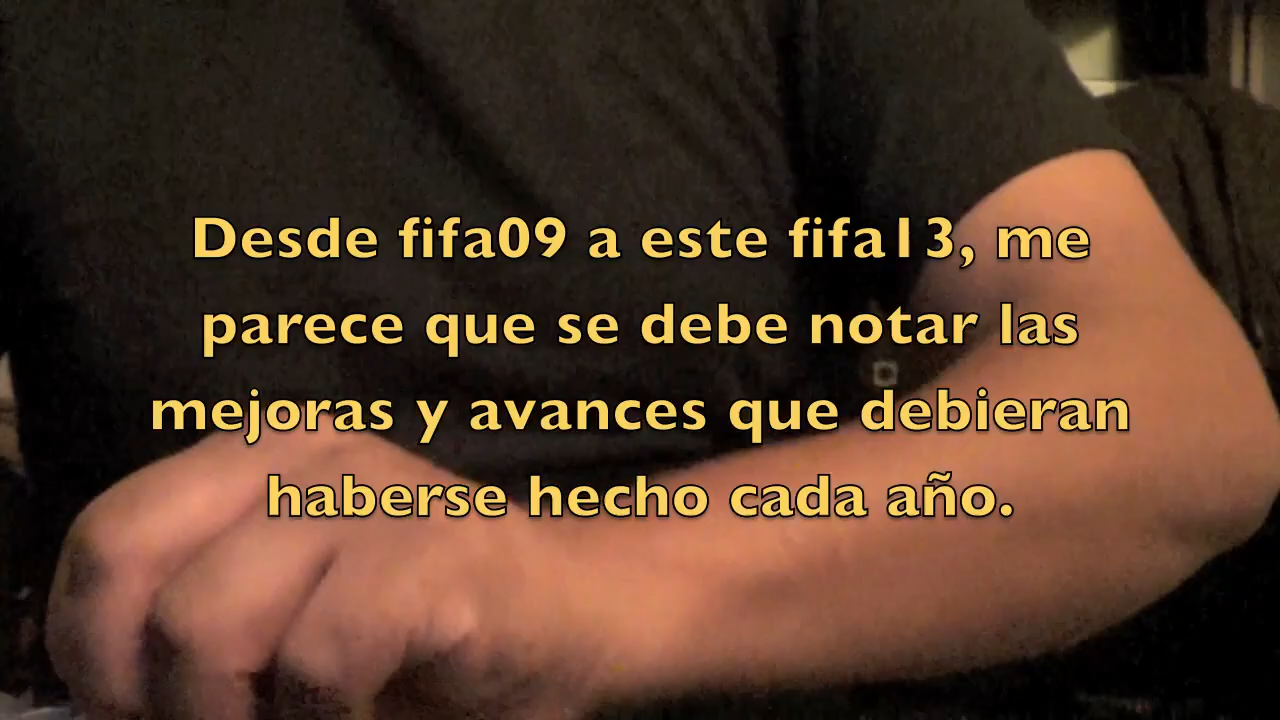 Desde fifa09 a este fifa13, me
parece que se debe notar las
mejoras y avances que debieran
haberse hecho cada año.